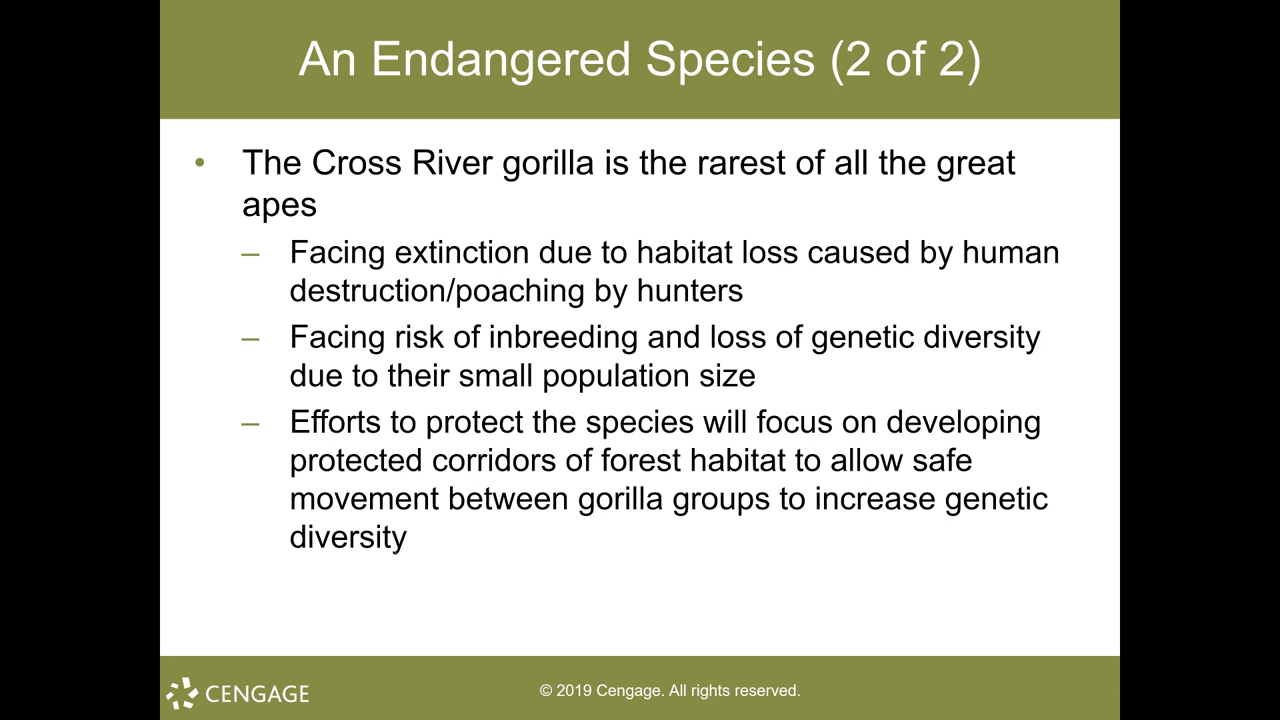 An Endangered Species (2 of 2)
• The Cross River gorilla is the rarest of all the great
apes
– Facing extinction due to habitat loss caused by human
destruction/poaching by hunters
– Facing risk of inbreeding and loss of genetic diversity
due to their small population size
– Efforts to protect the species will focus on developing
protected corridors of forest habitat to allow safe
movement between gorilla groups to increase genetic
diversity
CENGAGE
© 2019 Cengage. All rights reserved.